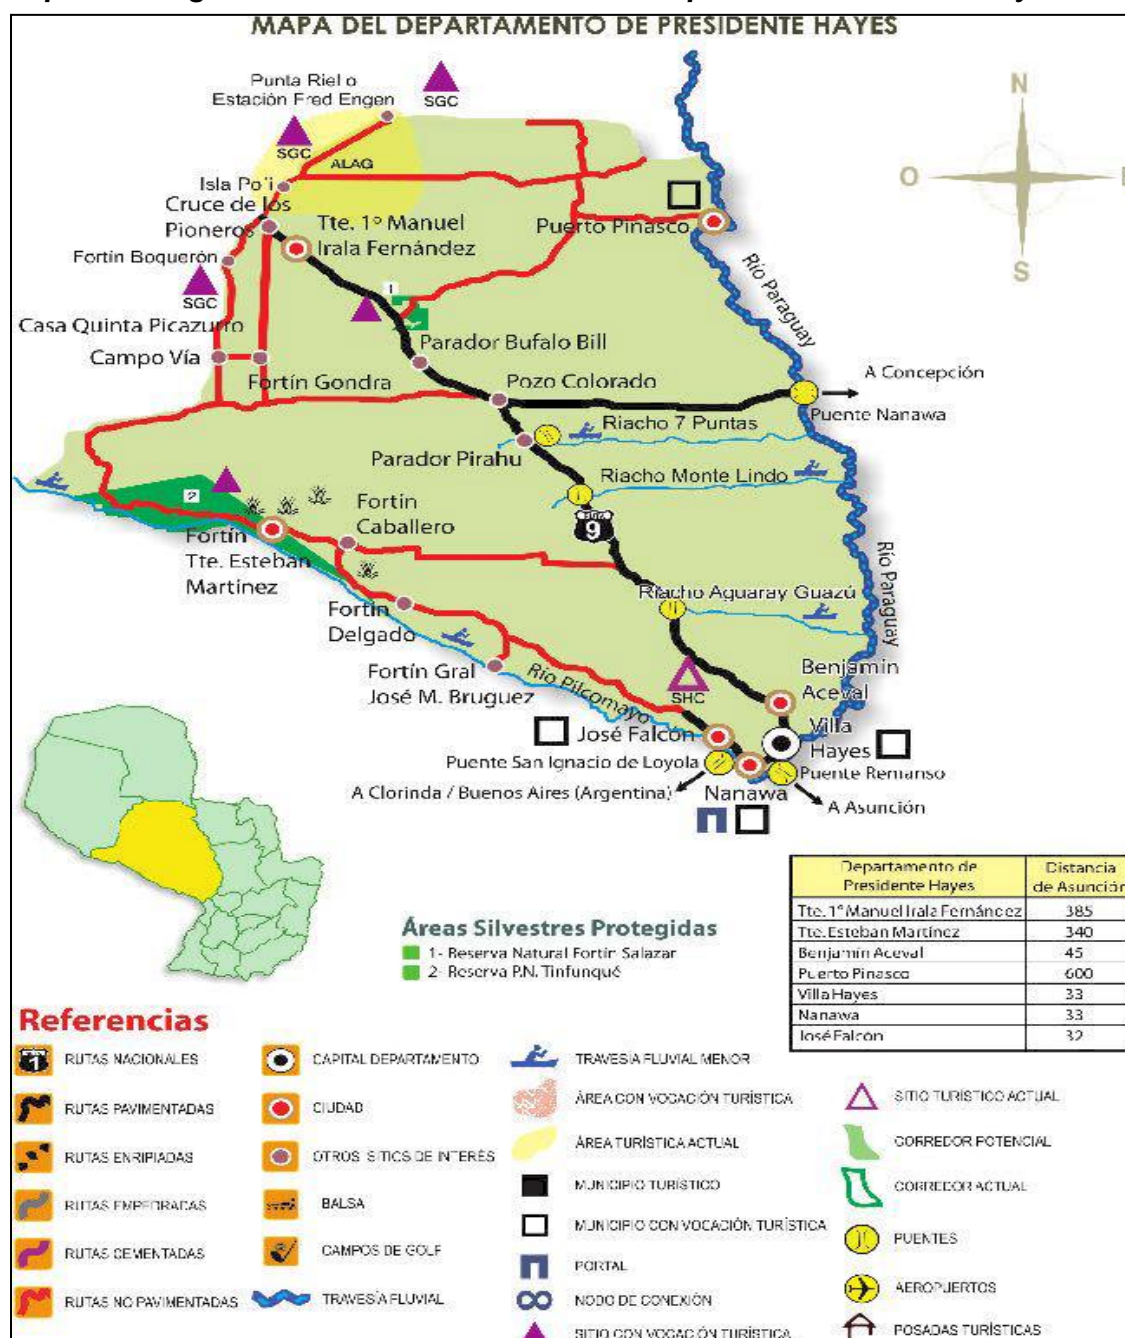 MAPA DEL DEPARTAMENTO DE PRESIDENTE HAYES
Punta Riel o
Estación Fred Engen
SGC
SGC
ALAG
Isla Po'i
Cruce de los
Pioneros
Tte. 1º Manuel
Irala Fernández
Puerto Pinasco
N
O
S
Fortín Boquerón
SGC
1
Río Paraguay
Casa Quinta Picazurro
Campo Vía
Fortín Gondra
Parador Bufalo Bill
Pozo Colorado
A Concepción
Puente Nanawa
Riacho 7 Puntas
Parador Pirahu
Riacho Monte Lindo
2
Fortín
Caballero
9
Fortín
Tte. Esteban
Martínez
Río Paraguay
Riacho Aguaray Guazú
Fortín
Delgado
Fortín Gral
José M. Bruguez
Río Pilcomayo
SHC
Benjamín
Aceval
José Falcón
Villa
Hayes
Puente San Ignacio de Loyola
Puente Remanso
A Clorinda / Buenos Aires (Argentina)
Nanawa
A Asunción
Departamento de Presidente Hayes Distancia de Asunción
Tte. 1º Manuel Irala Fernández 385
Tte. Esteban Martínez 340
Benjamín Aceval 45
Puerto Pinasco 600
Villa Hayes 33
Nanawa 33
José Falcón 32
Áreas Silvestres Protegidas
1- Reserva Natural Fortín Salazar
2- Reserva P.N. Tinfunqué
Referencias
1 RUTAS NACIONALES
RUTAS PAVIMENTADAS
RUTAS ENRIPIADAS
RUTAS EMPEDRADAS
RUTAS CEMENTADAS
RUTAS NO PAVIMENTADAS
CAPITAL DEPARTAMENTO
CIUDAD
OTROS SITIOS DE INTERÉS
BALSA
CAMPOS DE GOLF
TRAVESÍA FLUVIAL
TRAVESÍA FLUVIAL MENOR
ÁREA CON VOCACIÓN TURÍSTICA
ÁREA TURÍSTICA ACTUAL
MUNICIPIO TURÍSTICO
MUNICIPIO CON VOCACIÓN TURÍSTICA
PORTAL
NODO DE CONEXIÓN
SITIO CON VOCACIÓN TURÍSTICA
SITIO TURÍSTICO ACTUAL
CORREDOR POTENCIAL
CORREDOR ACTUAL
PUENTES
AEROPUERTOS
POSADAS TURÍSTICAS